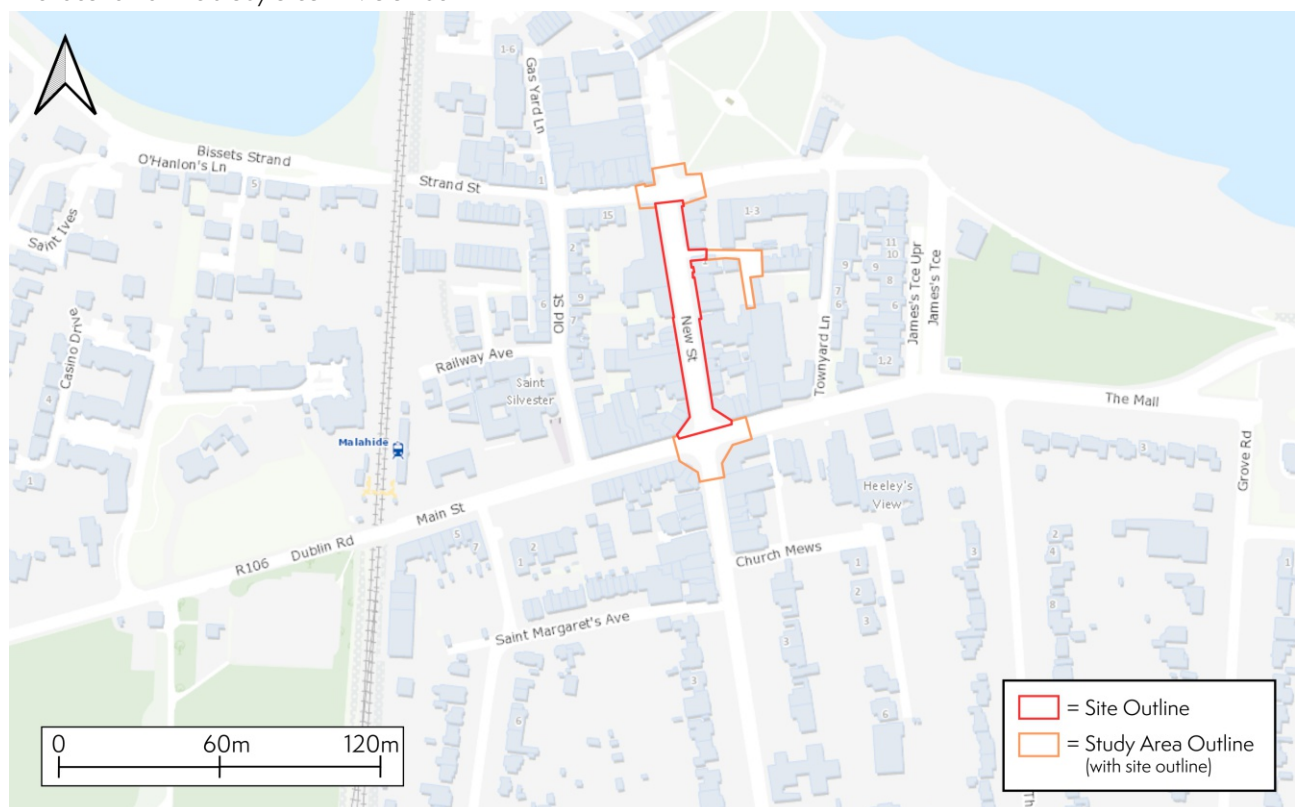 1-6
Gas Yard Ln
Bissets Strand
O'Hanlon's Ln
5
Strand St
1
15
1-3
Saint Ives
2
11
10
9
9
8
7
6
6
James's Tce Upr
James's Tce
Old St
6
9
7
New St
Townyard Ln
1,2
Casino Drive
4
Railway Ave
Saint
Silvester
The Mall
Malahide
Grove Rd
1
Heeley's
View
Main St
5
7
R106
Dublin Rd
2
1
Church Mews
3
2
4
1
1
2
3
3
8
Saint Margaret's Ave
3
6
6
Th
0
60m
120m
= Site Outline
= Study Area Outline
(with site outline)